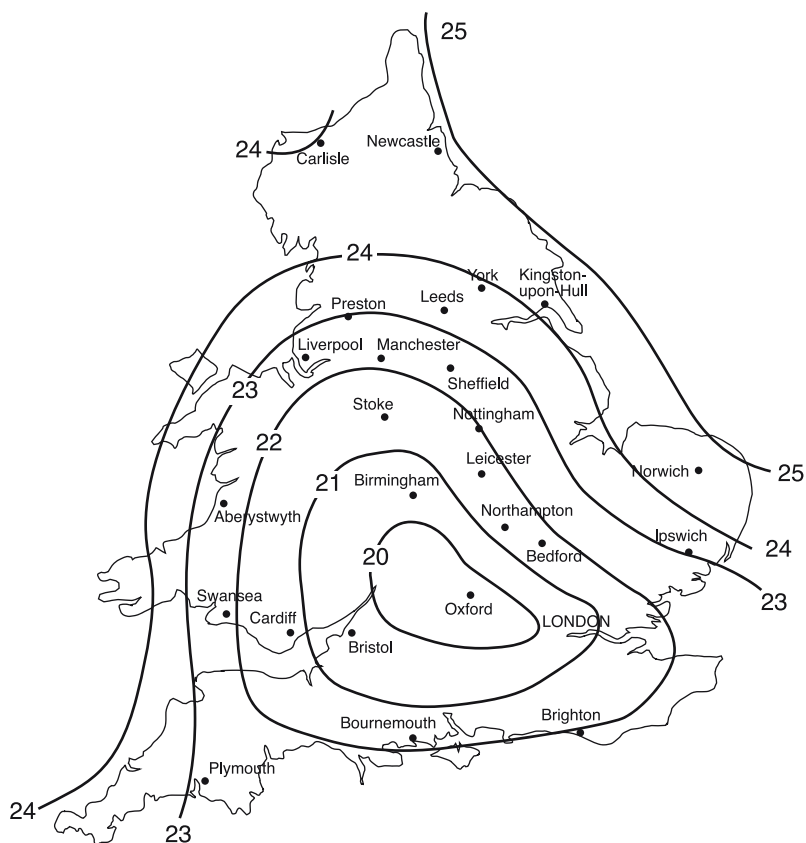 25
24
Carlisle
Newcastle
24
York
Kingston-
upon-Hull
Leeds
Preston
Liverpool
Manchester
Sheffield
23
Stoke
Nottingham
22
Leicester
Norwich
25
21
Birmingham
Northampton
Aberystwyth
Ipswich
24
Bedford
20
23
Swansea
Oxford
Cardiff
LONDON
Bristol
Bournemouth
Brighton
Plymouth
24
23